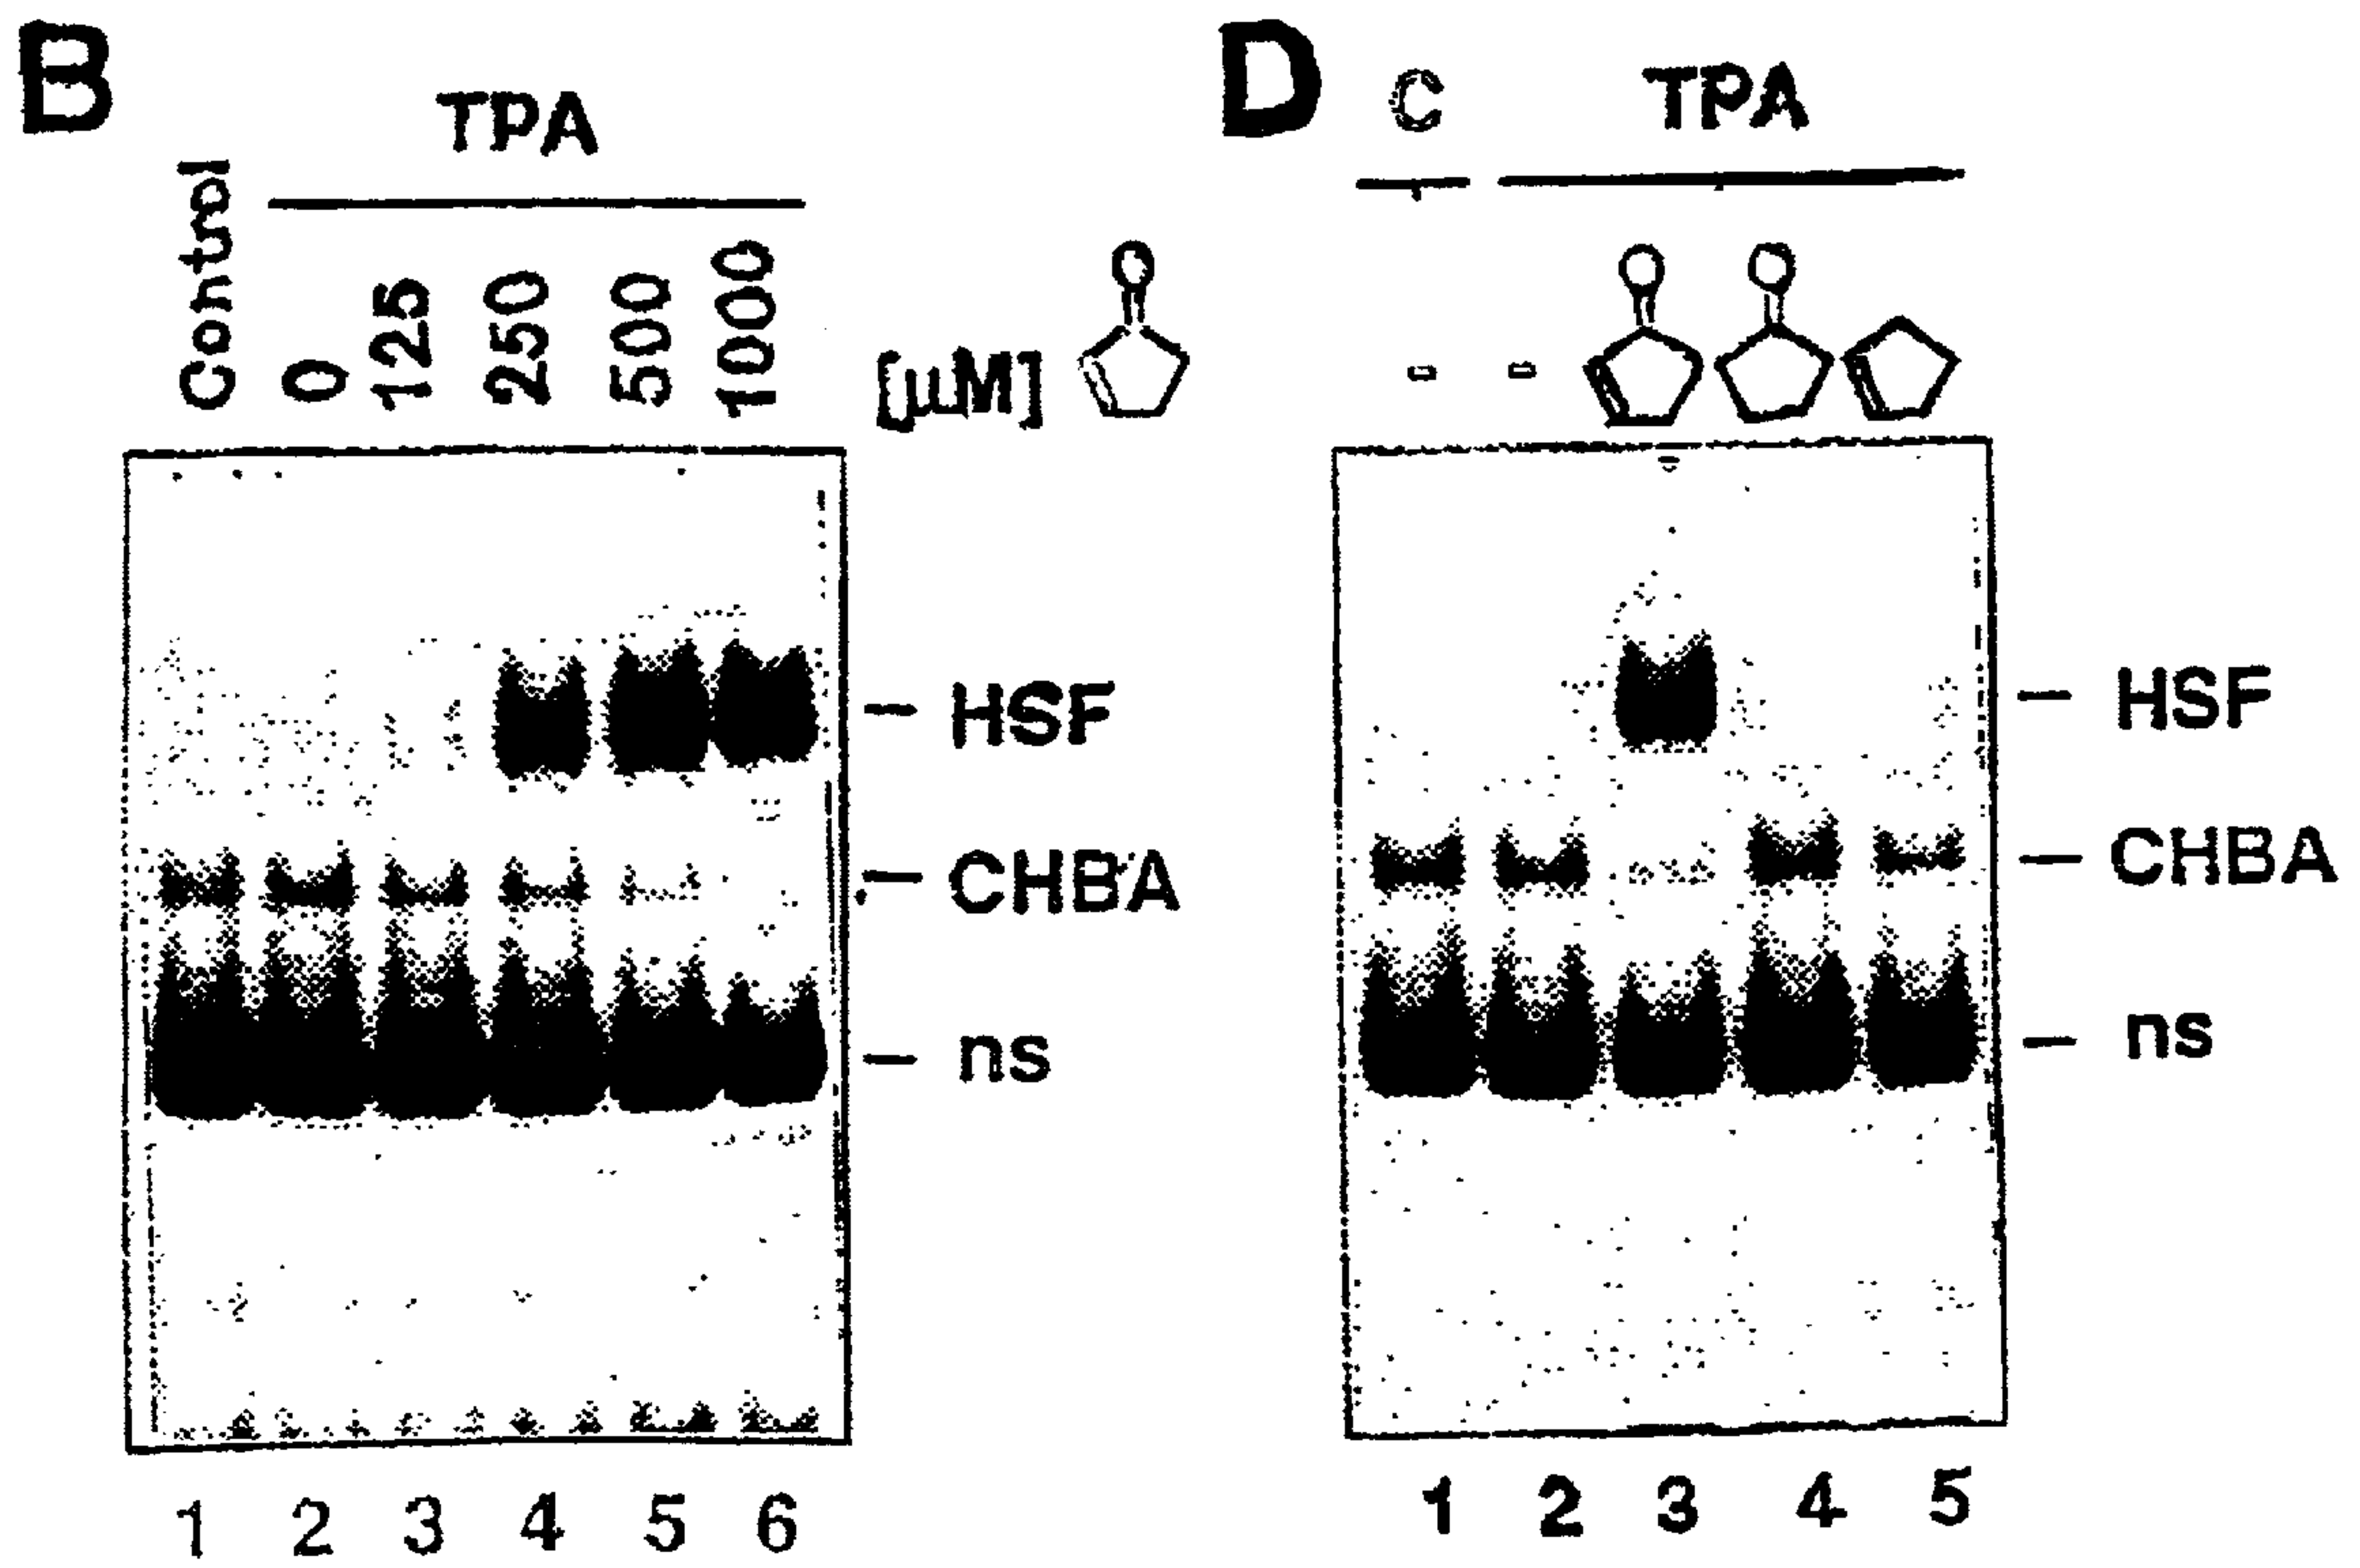 B
TPA
Control 0 125 250 500 1000 [µM]
HSF
CHBA
ns
1 2 3 4 5 6
D
C TPA
- -
HSF
CHBA
ns
1 2 3 4 5